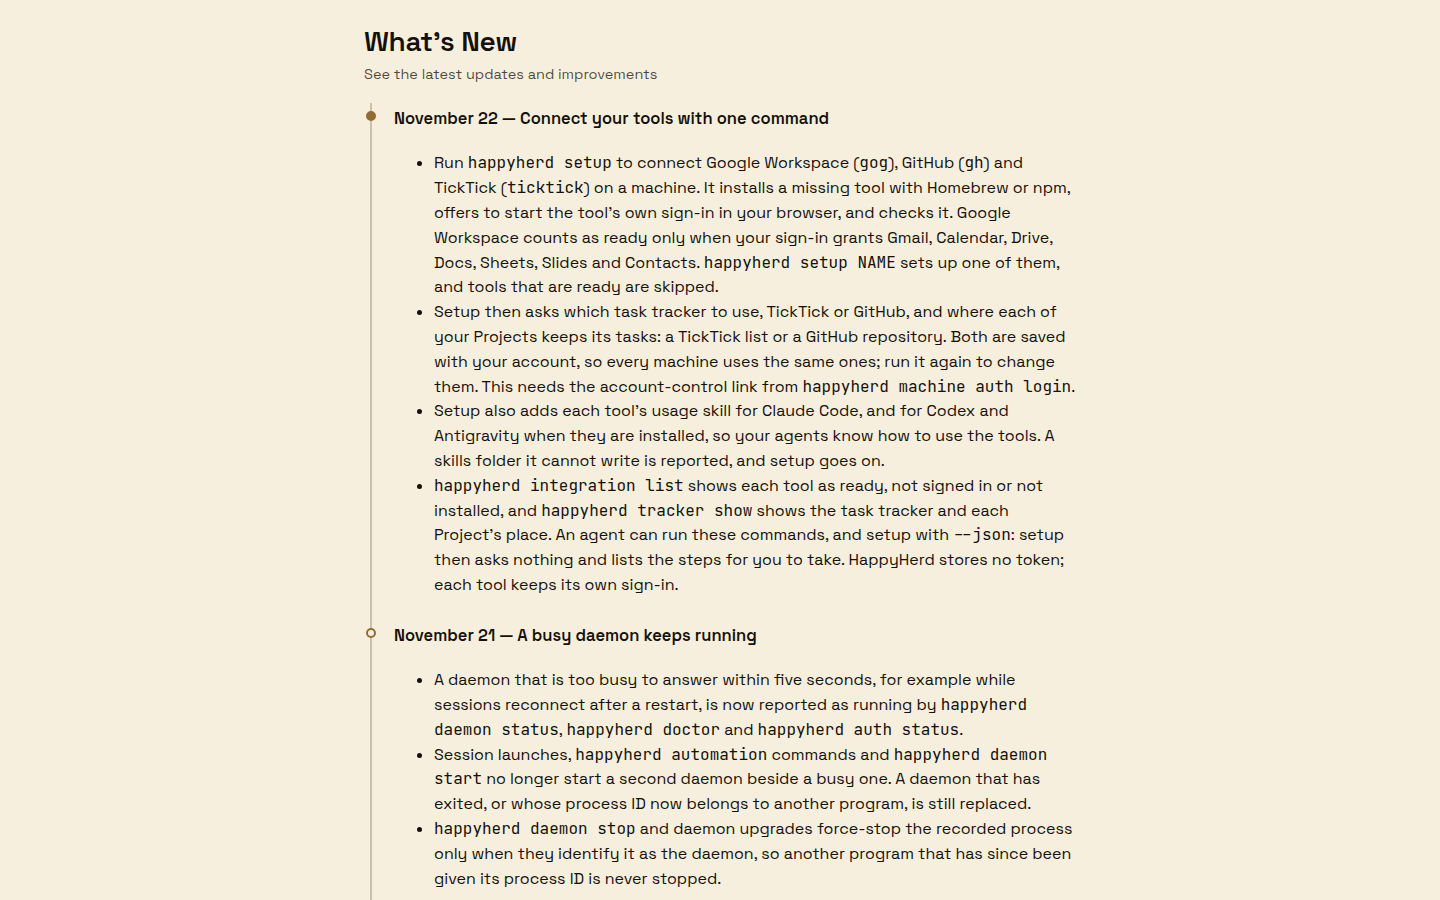 What's New
See the latest updates and improvements
November 22 — Connect your tools with one command
Run happyherd setup to connect Google Workspace (gog), GitHub (gh) and
TickTick (ticktick) on a machine. It installs a missing tool with Homebrew or npm,
offers to start the tool's own sign-in in your browser, and checks it. Google
Workspace counts as ready only when your sign-in grants Gmail, Calendar, Drive,
Docs, Sheets, Slides and Contacts. happyherd setup NAME sets up one of them,
and tools that are ready are skipped.
Setup then asks which task tracker to use, TickTick or GitHub, and where each of
your Projects keeps its tasks: a TickTick list or a GitHub repository. Both are saved
with your account, so every machine uses the same ones; run it again to change
them. This needs the account-control link from happyherd machine auth login.
Setup also adds each tool's usage skill for Claude Code, and for Codex and
Antigravity when they are installed, so your agents know how to use the tools. A
skills folder it cannot write is reported, and setup goes on.
happyherd integration list shows each tool as ready, not signed in or not
installed, and happyherd tracker show shows the task tracker and each
Project's place. An agent can run these commands, and setup with --json: setup
then asks nothing and lists the steps for you to take. HappyHerd stores no token;
each tool keeps its own sign-in.
November 21 — A busy daemon keeps running
A daemon that is too busy to answer within five seconds, for example while
sessions reconnect after a restart, is now reported as running by happyherd
daemon status, happyherd doctor and happyherd auth status.
Session launches, happyherd automation commands and happyherd daemon
start no longer start a second daemon beside a busy one. A daemon that has
exited, or whose process ID now belongs to another program, is still replaced.
happyherd daemon stop and daemon upgrades force-stop the recorded process
only when they identify it as the daemon, so another program that has since been
given its process ID is never stopped.